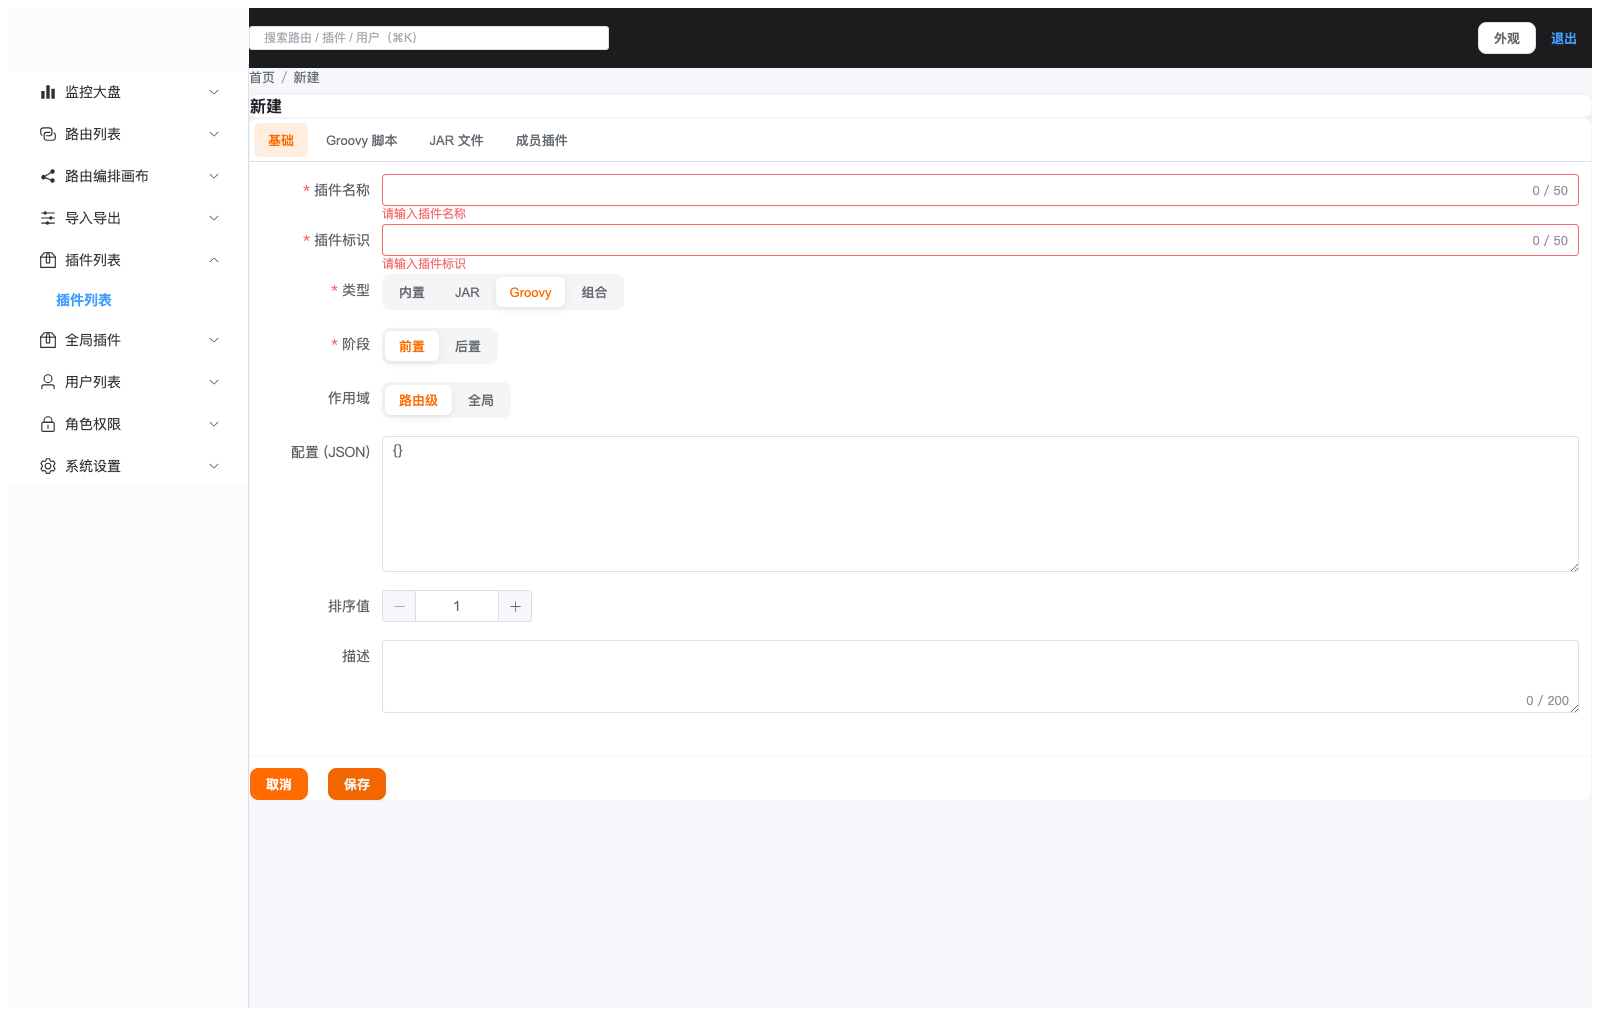 搜索路由 / 插件 / 用户（⌘K）
外观
退出
监控大盘
路由列表
路由编排画布
导入导出
插件列表
插件列表
全局插件
用户列表
角色权限
系统设置
首页 / 新建
新建
基础 Groovy 脚本 JAR 文件 成员插件
* 插件名称 0 / 50
请输入插件名称
* 插件标识 0 / 50
请输入插件标识
* 类型 内置 JAR Groovy 组合
* 阶段 前置 后置
作用域 路由级 全局
配置 (JSON) {}
排序值 1
描述
0 / 200
取消 保存